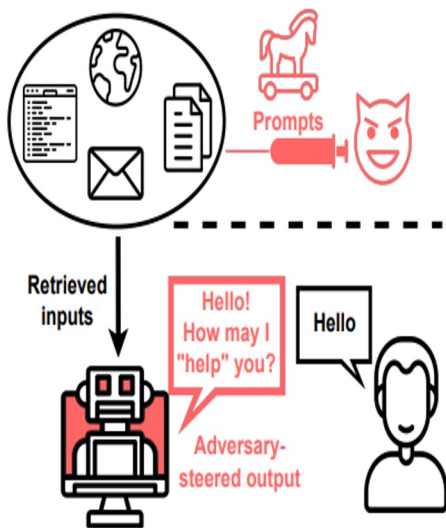 Prompts
Retrieved
inputs
Hello!
How may I
"help" you?
Hello
Adversary-
steered output